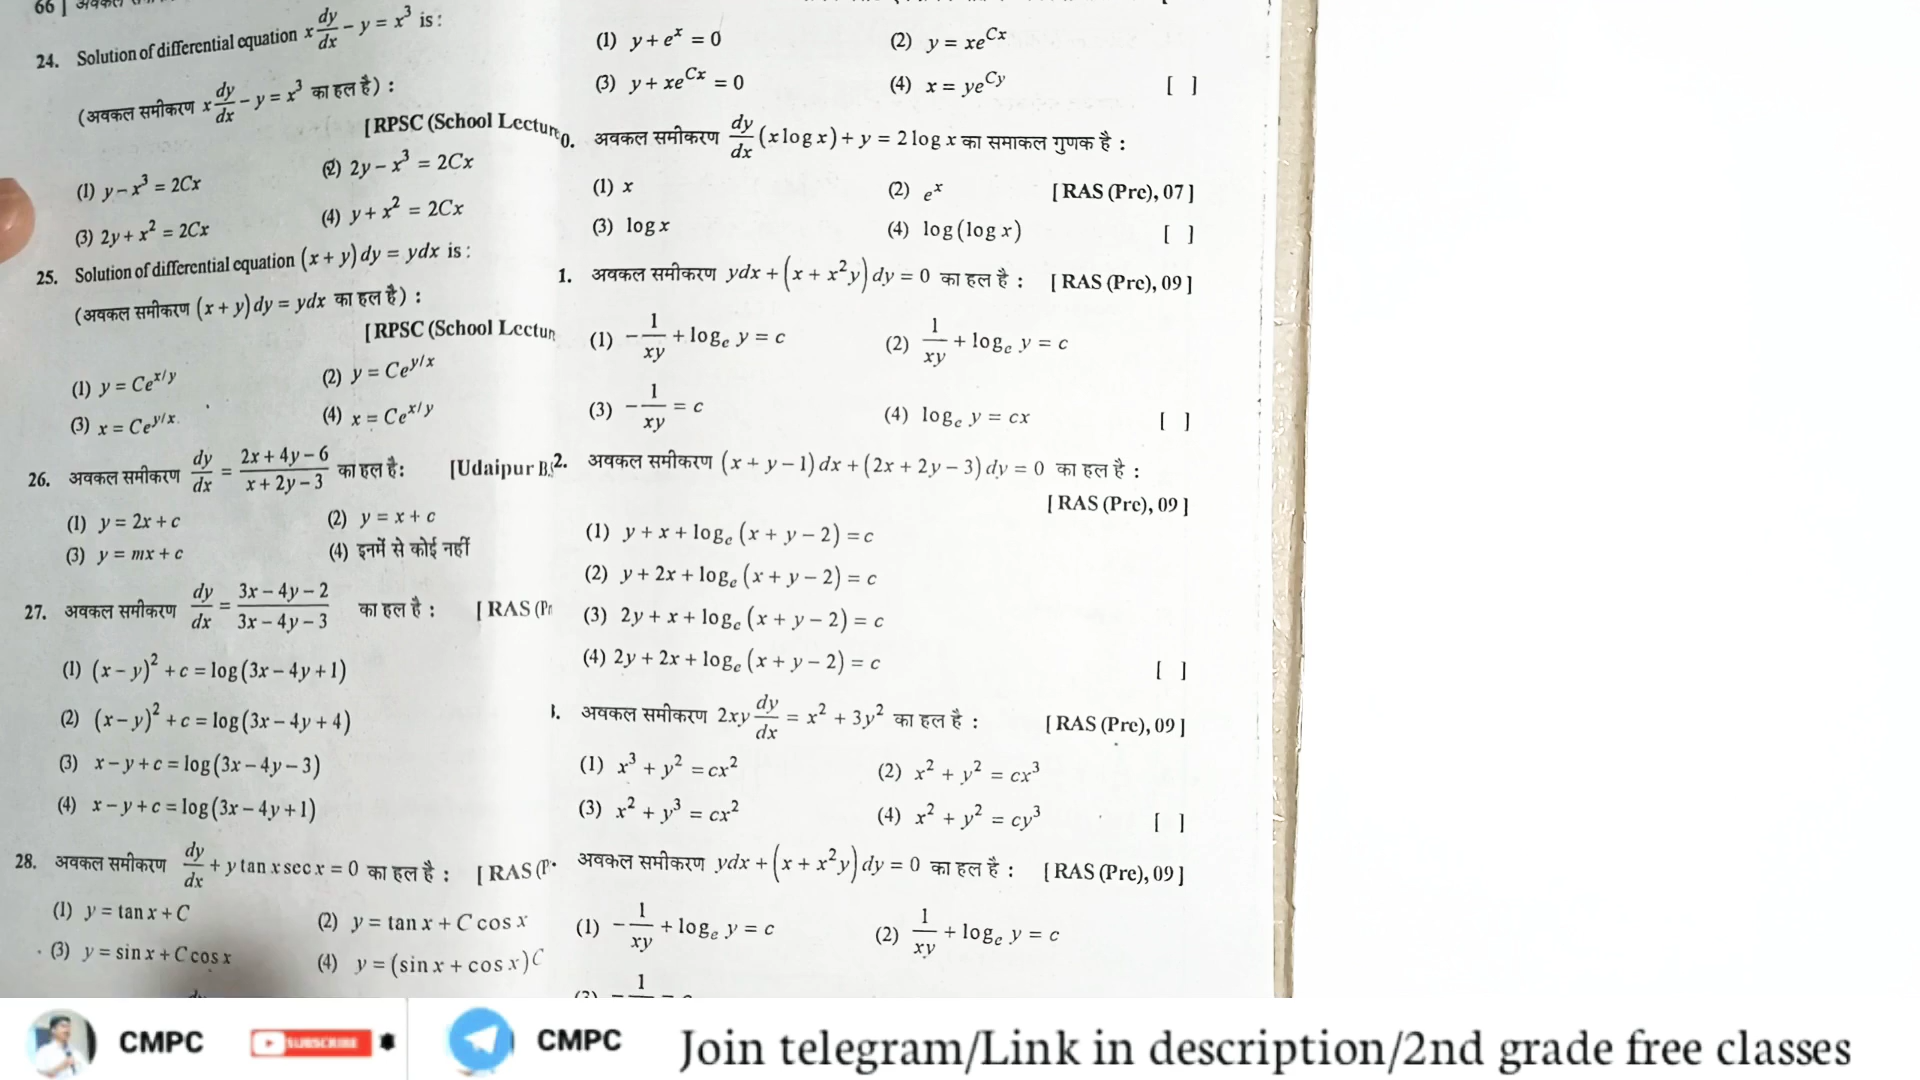 66 |
24. Solution of differential equation x dy/dx − y = x³ is :
(अवकल समीकरण x dy/dx − y = x³ का हल है) :
[RPSC (School Lectur
(1) y − x³ = 2Cx
(2) 2y − x³ = 2Cx
(3) 2y + x² = 2Cx
(4) y + x² = 2Cx
25. Solution of differential equation (x + y) dy = ydx is :
(अवकल समीकरण (x + y) dy = ydx का हल है) :
[RPSC (School Lectur
(1) y = Ce^(x/y)
(2) y = Ce^(y/x)
(3) x = Ce^(y/x)
(4) x = Ce^(x/y)
26. अवकल समीकरण dy/dx = (2x + 4y − 6)/(x + 2y − 3) का हल है: [Udaipur B.
(1) y = 2x + c
(2) y = x + c
(3) y = mx + c
(4) इनमें से कोई नहीं
27. अवकल समीकरण dy/dx = (3x − 4y − 2)/(3x − 4y − 3) का हल है : [RAS (Pr
(1) (x − y)² + c = log(3x − 4y + 1)
(2) (x − y)² + c = log(3x − 4y + 4)
(3) x − y + c = log(3x − 4y − 3)
(4) x − y + c = log(3x − 4y + 1)
28. अवकल समीकरण dy/dx + y tan x sec x = 0 का हल है : [RAS (P
(1) y = tan x + C
(2) y = tan x + C cos x
(3) y = sin x + C cos x
(4) y = (sin x + cos x) C
(1) y + e^x = 0
(2) y = xe^(Cx)
(3) y + xe^(Cx) = 0
(4) x = ye^(Cy) [ ]
0. अवकल समीकरण dy/dx (x log x) + y = 2 log x का समाकल गुणक है :
(1) x
(2) e^x [RAS (Pre), 07]
(3) log x
(4) log (log x) [ ]
1. अवकल समीकरण ydx + (x + x²y) dy = 0 का हल है : [RAS (Pre), 09]
(1) −1/xy + logₑ y = c
(2) 1/xy + logₑ y = c
(3) −1/xy = c
(4) logₑ y = cx [ ]
2. अवकल समीकरण (x + y − 1) dx + (2x + 2y − 3) dy = 0 का हल है :
[RAS (Pre), 09]
(1) y + x + logₑ (x + y − 2) = c
(2) y + 2x + logₑ (x + y − 2) = c
(3) 2y + x + logₑ (x + y − 2) = c
(4) 2y + 2x + logₑ (x + y − 2) = c [ ]
अवकल समीकरण 2xy dy/dx = x² + 3y² का हल है : [RAS (Pre), 09]
(1) x³ + y² = cx²
(2) x² + y² = cx³
(3) x² + y³ = cx²
(4) x² + y² = cy³ [ ]
अवकल समीकरण ydx + (x + x²y) dy = 0 का हल है : [RAS (Pre), 09]
(1) −1/xy + logₑ y = c
(2) 1/xy + logₑ y = c
CMPC SUBSCRIBE CMPC Join telegram/Link in description/2nd grade free classes